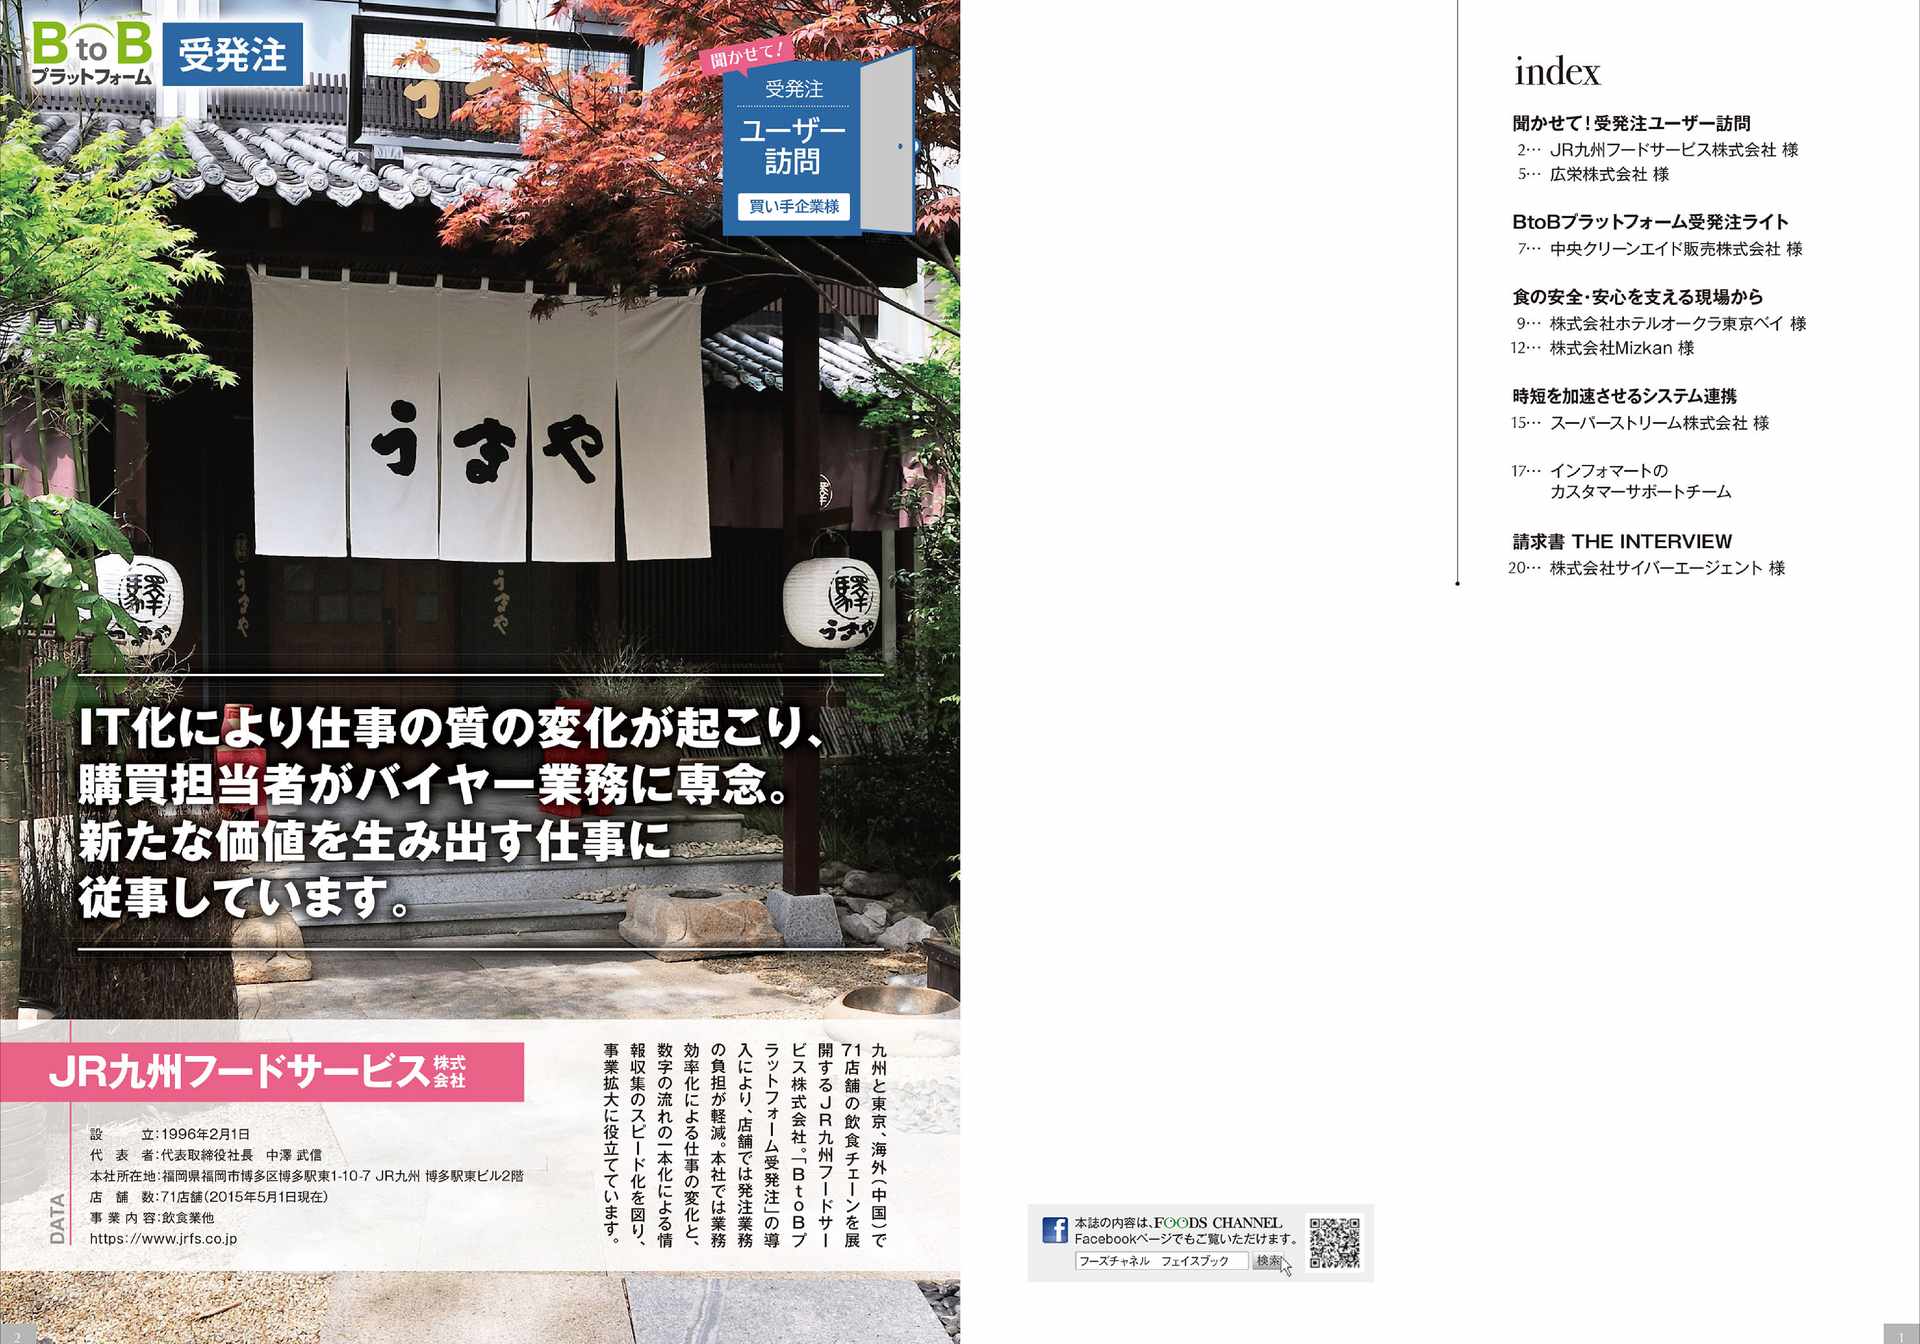 BtoB
プラットフォーム
受発注
聞かせて!
受発注
ユーザー
訪問
買い手企業様
うまや
驛
うまや
うまや
うまや
驛
うまや
IT化により仕事の質の変化が起こり、
購買担当者がバイヤー業務に専念。
新たな価値を生み出す仕事に
従事しています。
JR九州フードサービス株式会社
DATA
設立:1996年2月1日
代表者:代表取締役社長 中澤 武信
本社所在地:福岡県福岡市博多区博多駅東1-10-7 JR九州 博多駅東ビル2階
店舗数:71店舗(2015年5月1日現在)
事業内容:飲食業他
https://www.jrfs.co.jp
九州と東京、海外(中国)で
71店舗の飲食チェーンを展
開するJR九州フードサー
ビス株式会社。「BtoBプ
ラットフォーム受発注」の導
入により、店舗では発注業務
の負担が軽減。本社では業務
効率化による仕事の変化と、
数字の流れの一本化による情
報収集のスピード化を図り、
事業拡大に役立てています。
2
index
聞かせて!受発注ユーザー訪問
2… JR九州フードサービス株式会社 様
5… 広栄株式会社 様
BtoBプラットフォーム受発注ライト
7… 中央クリーンエイド販売株式会社 様
食の安全・安心を支える現場から
9… 株式会社ホテルオークラ東京ベイ 様
12… 株式会社Mizkan 様
時短を加速させるシステム連携
15… スーパーストリーム株式会社 様
17… インフォマートの
カスタマーサポートチーム
請求書 THE INTERVIEW
20… 株式会社サイバーエージェント 様
本誌の内容は、FOODS CHANNEL
Facebookページでもご覧いただけます。
フーズチャネル フェイスブック 検索
1